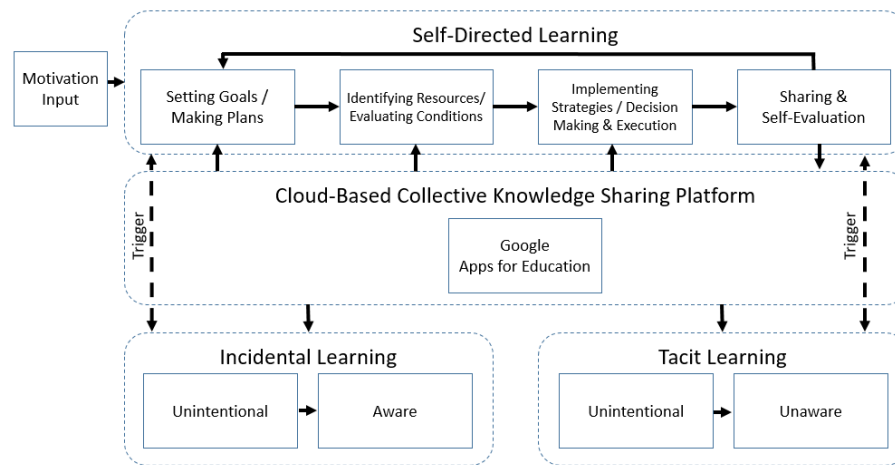 Self-Directed Learning
Motivation
Input
Setting Goals /
Making Plans
Identifying Resources/
Evaluating Conditions
Implementing
Strategies / Decision
Making & Execution
Sharing &
Self-Evaluation
Trigger
Cloud-Based Collective Knowledge Sharing Platform
Google
Apps for Education
Trigger
Incidental Learning
Unintentional
Aware
Tacit Learning
Unintentional
Unaware